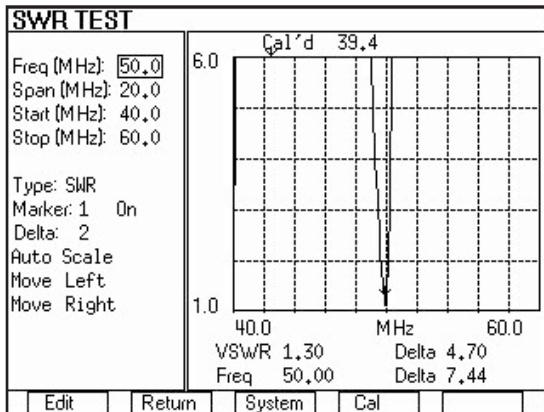 SWR TEST
Freq (MHz): 50.0
Span (MHz): 20.0
Start (MHz): 40.0
Stop (MHz): 60.0
Type: SWR
Marker: 1 On
Delta: 2
Auto Scale
Move Left
Move Right
Cal'd 39.4
6.0
1.0
40.0 MHz 60.0
VSWR 1.30 Delta 4.70
Freq 50.00 Delta 7.44
Edit Return System Cal